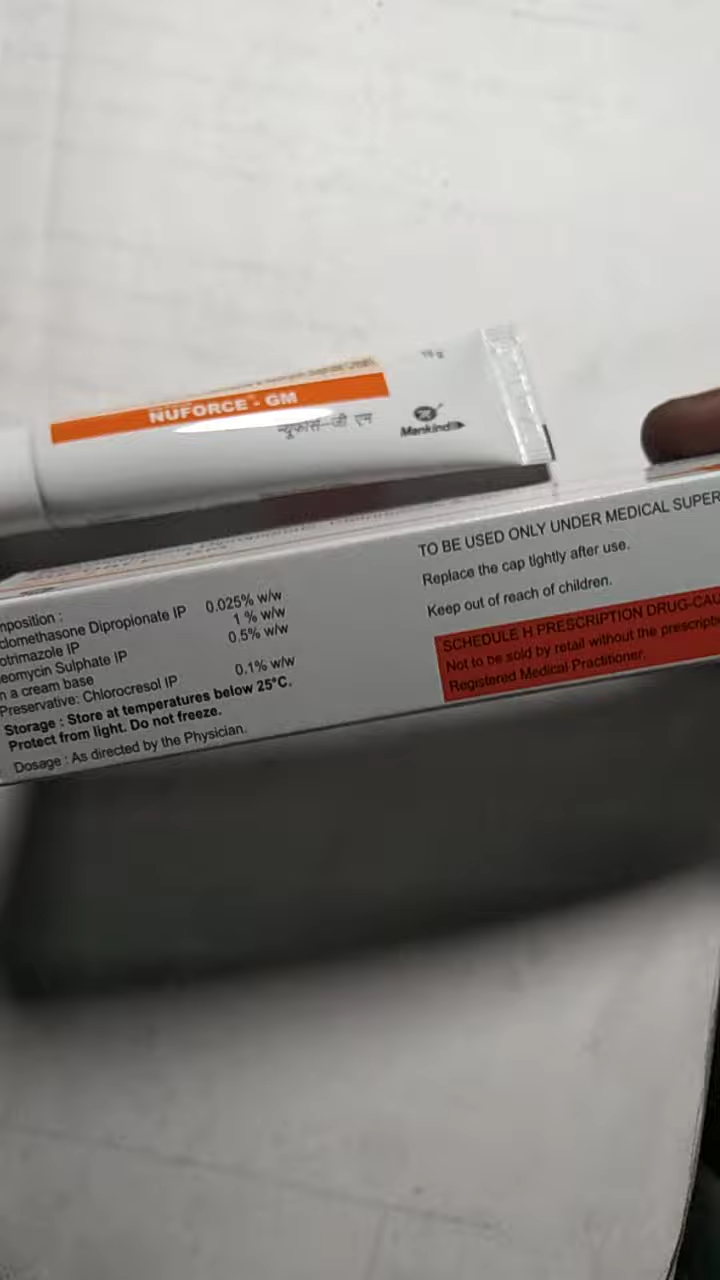 15 g
NUFORCE - GM
न्यूफोर्स-जी एम
Mankind
TO BE USED ONLY UNDER MEDICAL SUPER
Replace the cap tightly after use.
Keep out of reach of children.
SCHEDULE H PRESCRIPTION DRUG-CAU
Not to be sold by retail without the prescripti
Registered Medical Practitioner.
mposition :
clomethasone Dipropionate IP 0.025% w/w
otrimazole IP 1 % w/w
eomycin Sulphate IP 0.5% w/w
n a cream base
Preservative: Chlorocresol IP 0.1% w/w
Storage : Store at temperatures below 25°C.
Protect from light. Do not freeze.
Dosage : As directed by the Physician.